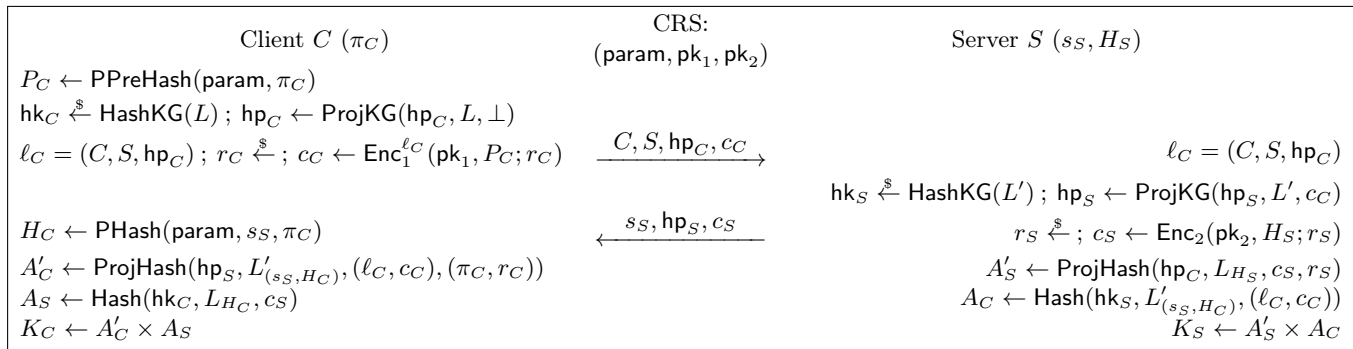 Client C (π_C)   CRS: (param, pk_1, pk_2)   Server S (s_S, H_S)
P_C ← PPreHash(param, π_C)
hk_C ←$ HashKG(L) ; hp_C ← ProjKG(hp_C, L, ⊥)
ℓ_C = (C, S, hp_C) ; r_C ←$ ; c_C ← Enc_1^{ℓ_C}(pk_1, P_C; r_C)   C, S, hp_C, c_C ⟶   ℓ_C = (C, S, hp_C)
hk_S ←$ HashKG(L′) ; hp_S ← ProjKG(hp_S, L′, c_C)
H_C ← PHash(param, s_S, π_C)   s_S, hp_S, c_S ⟵   r_S ←$ ; c_S ← Enc_2(pk_2, H_S; r_S)
A′_C ← ProjHash(hp_S, L′_{(s_S,H_C)}, (ℓ_C, c_C), (π_C, r_C))   A′_S ← ProjHash(hp_C, L_{H_S}, c_S, r_S)
A_S ← Hash(hk_C, L_{H_C}, c_S)   A_C ← Hash(hk_S, L′_{(s_S,H_C)}, (ℓ_C, c_C))
K_C ← A′_C × A_S   K_S ← A′_S × A_C